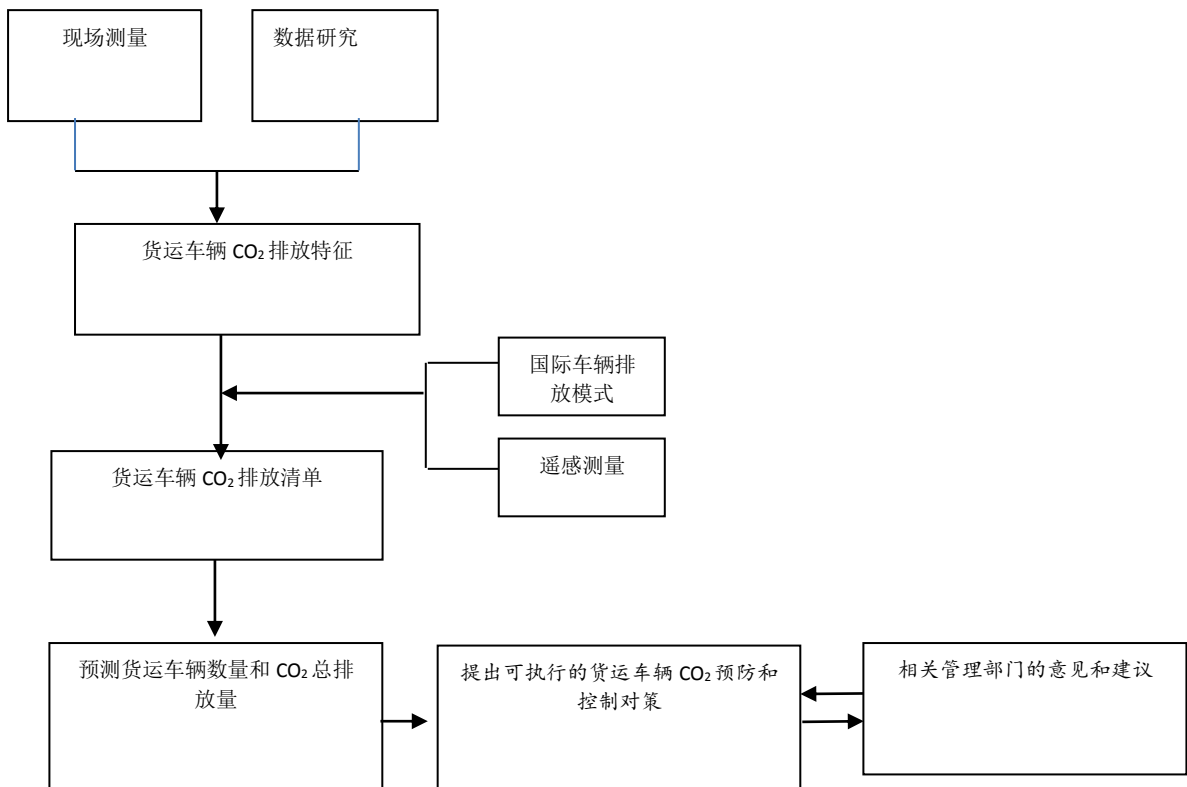 现场测量
数据研究
货运车辆 CO₂ 排放特征
国际车辆排
放模式
遥感测量
货运车辆 CO₂ 排放清单
预测货运车辆数量和 CO₂ 总排
放量
提出可执行的货运车辆 CO₂ 预防和
控制对策
相关管理部门的意见和建议